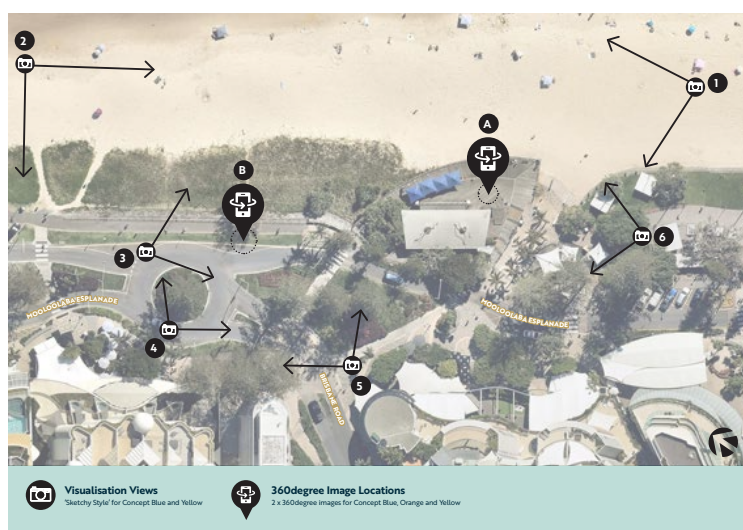 2
1
A
B
6
3
MOOLOOLABA ESPLANADE
MOOLOOLABA ESPLANADE
4
5
BRISBANE ROAD
Visualisation Views
'Sketchy Style' for Concept Blue and Yellow
360degree Image Locations
2 x 360degree images for Concept Blue, Orange and Yellow